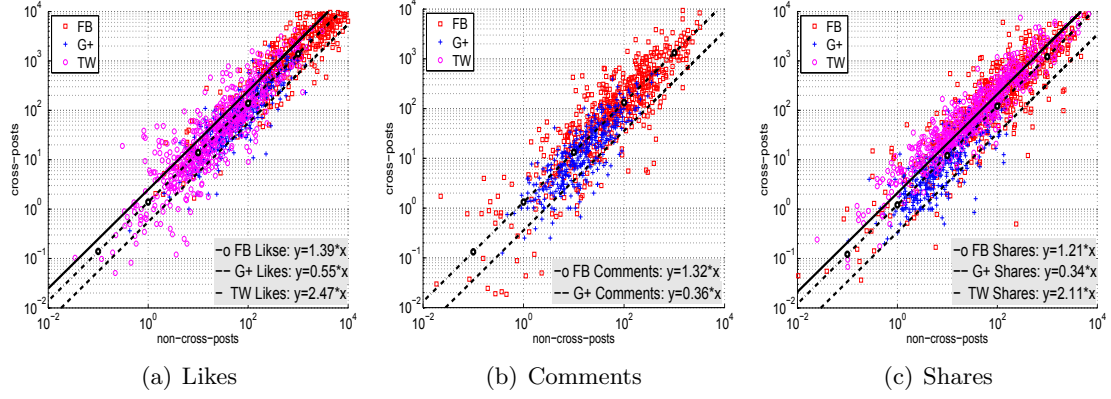 10^4
10^3
10^2
10^1
10^0
10^-1
10^-2
cross-posts
FB
G+
TW
o FB Likse: y=1.39*x
G+ Likes: y=0.55*x
TW Likes: y=2.47*x
10^-2 10^0 10^2 10^4
non-cross-posts
(a) Likes
10^4
10^3
10^2
10^1
10^0
10^-1
10^-2
cross-posts
FB
G+
TW
o FB Comments: y=1.32*x
G+ Comments: y=0.36*x
10^-2 10^0 10^2 10^4
non-cross-posts
(b) Comments
10^4
10^3
10^2
10^1
10^0
10^-1
10^-2
cross-posts
FB
G+
TW
o FB Shares: y=1.21*x
G+ Shares: y=0.34*x
TW Shares: y=2.11*x
10^-2 10^0 10^2 10^4
non-cross-posts
(c) Shares